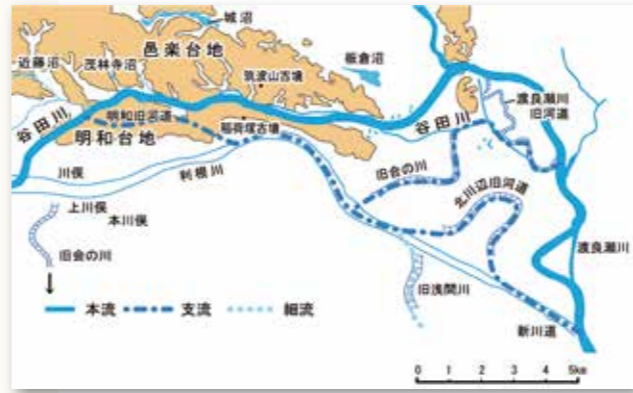 城沼
邑楽台地
近藤沼
茂林寺沼
板倉沼
筑波山古墳
渡良瀬川
旧河道
谷田川
明和旧河道
稲荷塚古墳
谷田川
明和台地
利根川
旧会の川
北川辺旧河道
川俣
上川俣
本川俣
旧会の川
渡良瀬川
旧浅間川
新川道
本流
支流
細流
0 1 2 3 4 5km